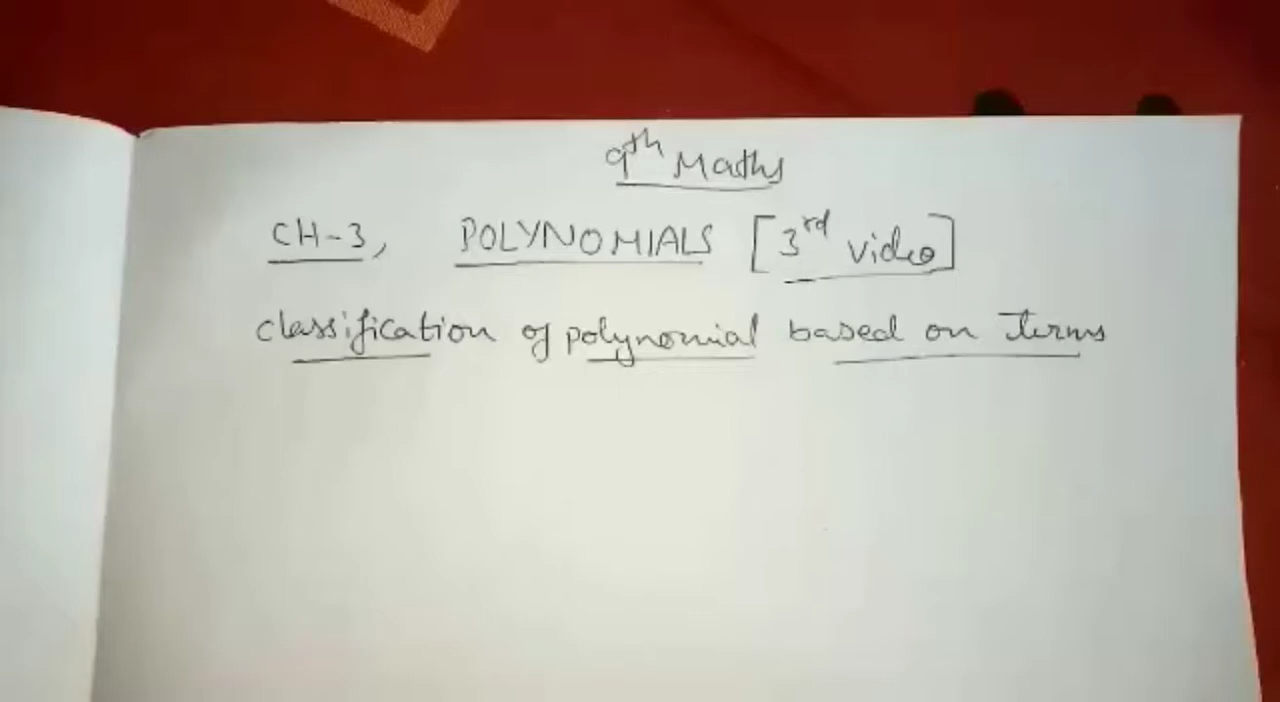 9th Maths
CH-3, POLYNOMIALS [3rd video]
classification of polynomial based on Terms